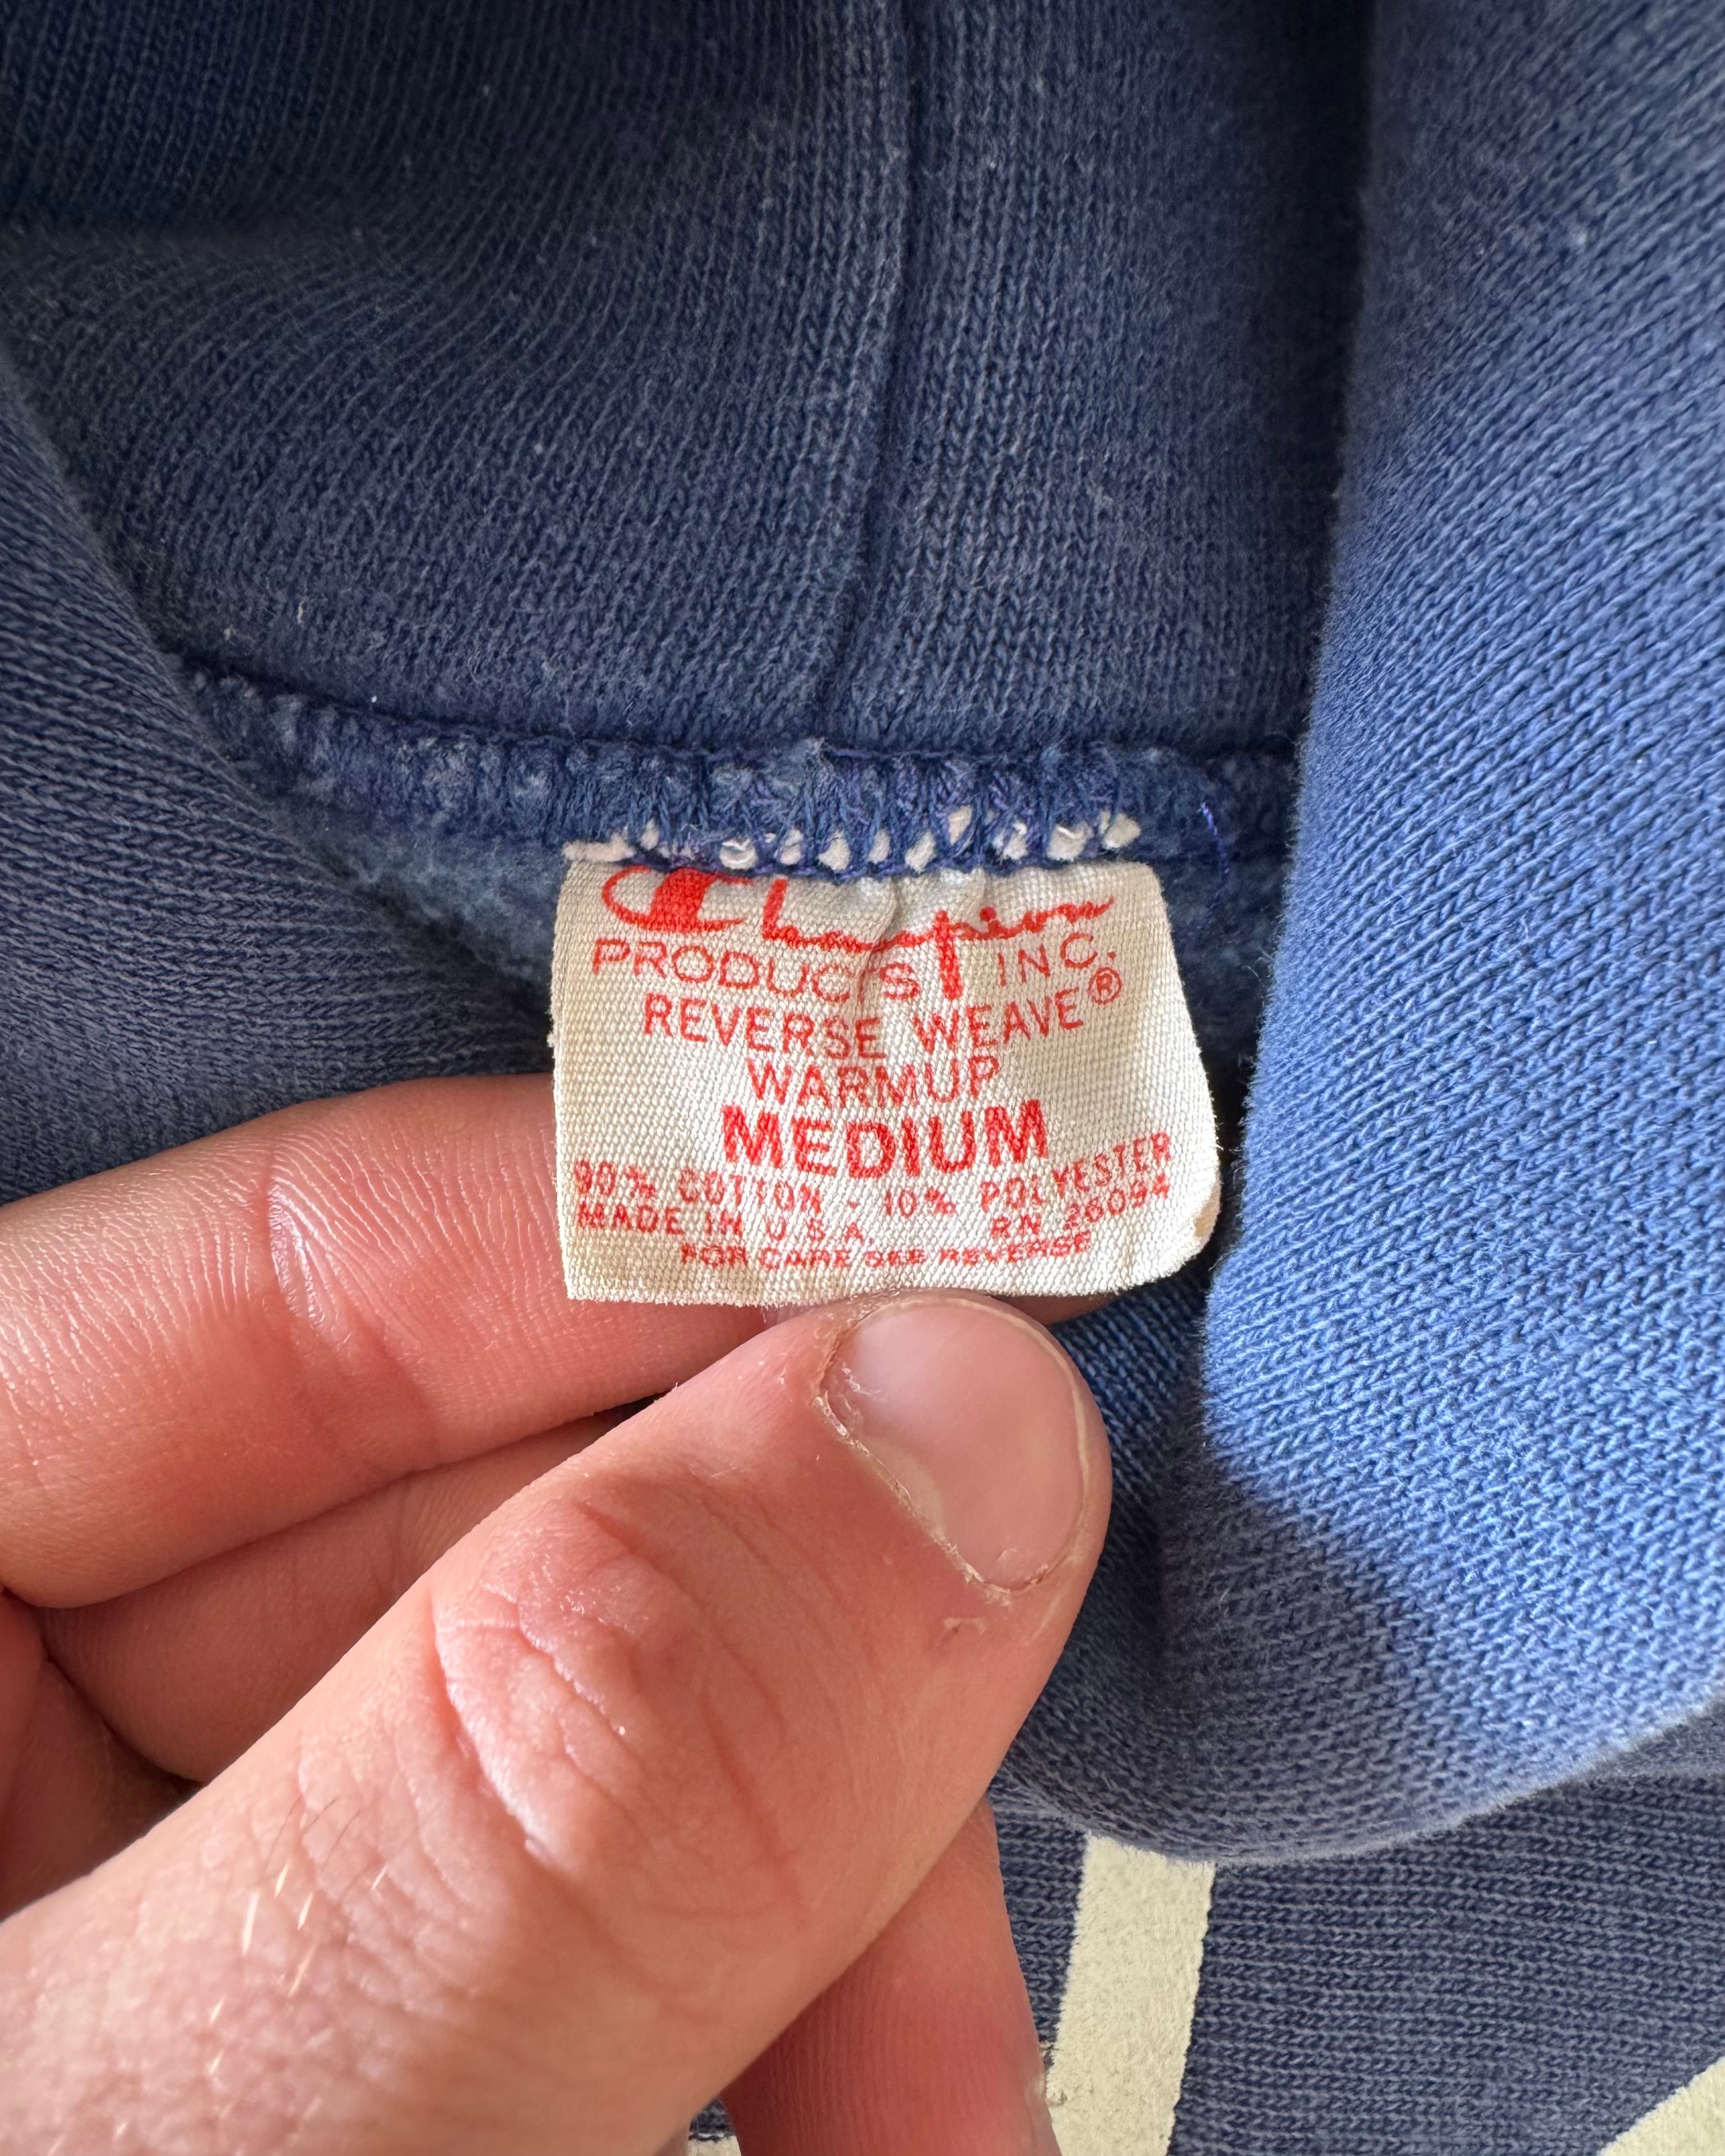 Champion
PRODUCTS INC.
REVERSE WEAVE®
WARMUP
MEDIUM
90% COTTON - 10% POLYESTER
MADE IN U.S.A. RN 26094
FOR CARE SEE REVERSE